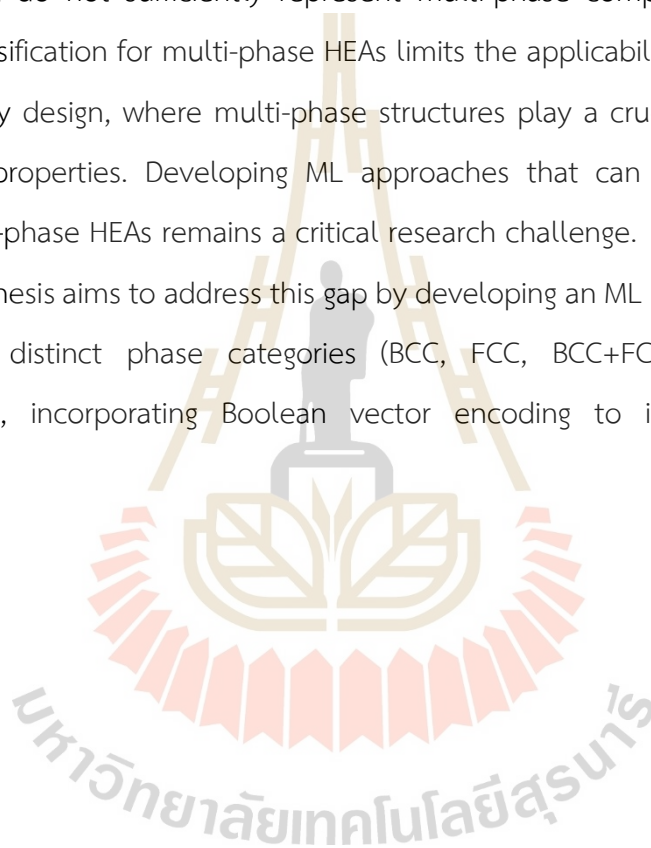 do not sufficiently represent multi-phase comp
sification for multi-phase HEAs limits the applicabil
y design, where multi-phase structures play a cru
properties. Developing ML approaches that can
-phase HEAs remains a critical research challenge.
nesis aims to address this gap by developing an ML
distinct phase categories (BCC, FCC, BCC+FC
, incorporating Boolean vector encoding to i
มหาวิทยาลัยเทคโนโลยีสุรนารี